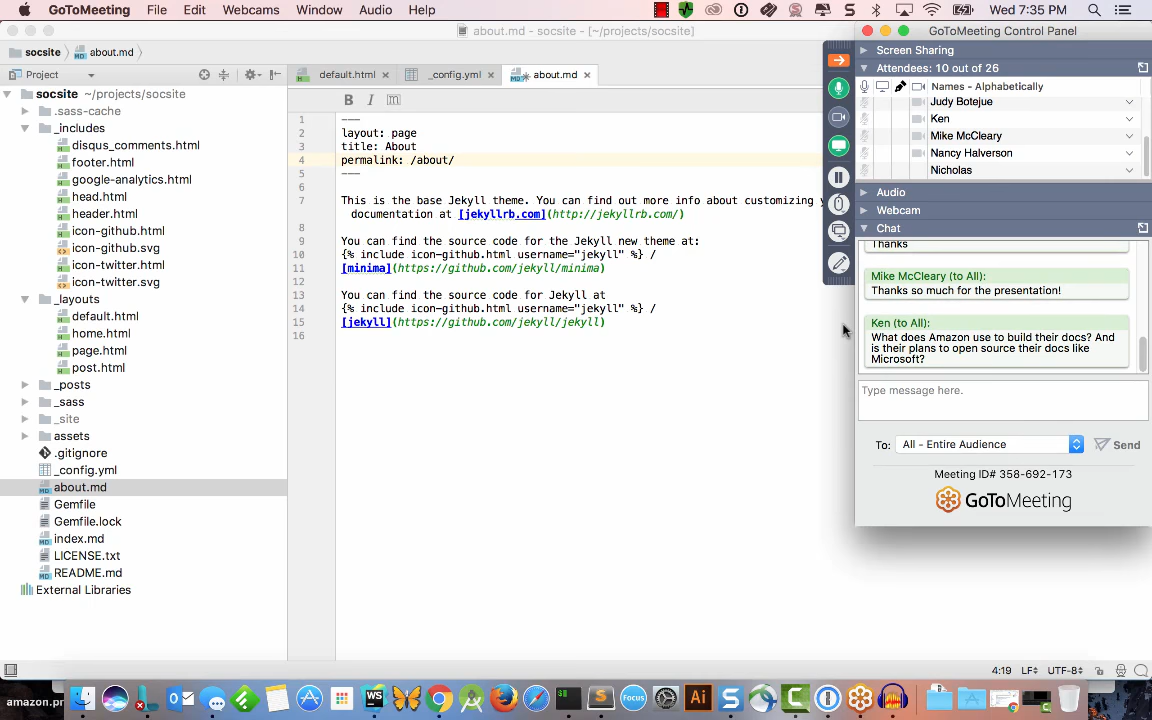 GoToMeeting File Edit Webcams Window Audio Help
Wed 7:35 PM
about.md - socsite - [~/projects/socsite]
socsite about.md
Project
default.html _config.yml about.md
socsite ~/projects/socsite
.sass-cache
_includes
disqus_comments.html
footer.html
google-analytics.html
head.html
header.html
icon-github.html
icon-github.svg
icon-twitter.html
icon-twitter.svg
_layouts
default.html
home.html
page.html
post.html
_posts
_sass
_site
assets
.gitignore
_config.yml
about.md
Gemfile
Gemfile.lock
index.md
LICENSE.txt
README.md
External Libraries
B I m
1 ---
2 layout: page
3 title: About
4 permalink: /about/
5 ---
6
7 This is the base Jekyll theme. You can find out more info about customizing
documentation at [jekyllrb.com](http://jekyllrb.com/)
8
9 You can find the source code for the Jekyll new theme at:
10 {% include icon-github.html username="jekyll" %} /
11 [minima](https://github.com/jekyll/minima)
12
13 You can find the source code for Jekyll at
14 {% include icon-github.html username="jekyll" %} /
15 [jekyll](https://github.com/jekyll/jekyll)
16
GoToMeeting Control Panel
Screen Sharing
Attendees: 10 out of 26
Names - Alphabetically
Judy Botejue
Ken
Mike McCleary
Nancy Halverson
Nicholas
Audio
Webcam
Chat
Thanks
Mike McCleary (to All):
Thanks so much for the presentation!
Ken (to All):
What does Amazon use to build their docs? And
is their plans to open source their docs like
Microsoft?
Type message here.
To: All - Entire Audience Send
Meeting ID# 358-692-173
GoToMeeting
4:19 LF UTF-8
amazon.pr
WS
Focus
Ai